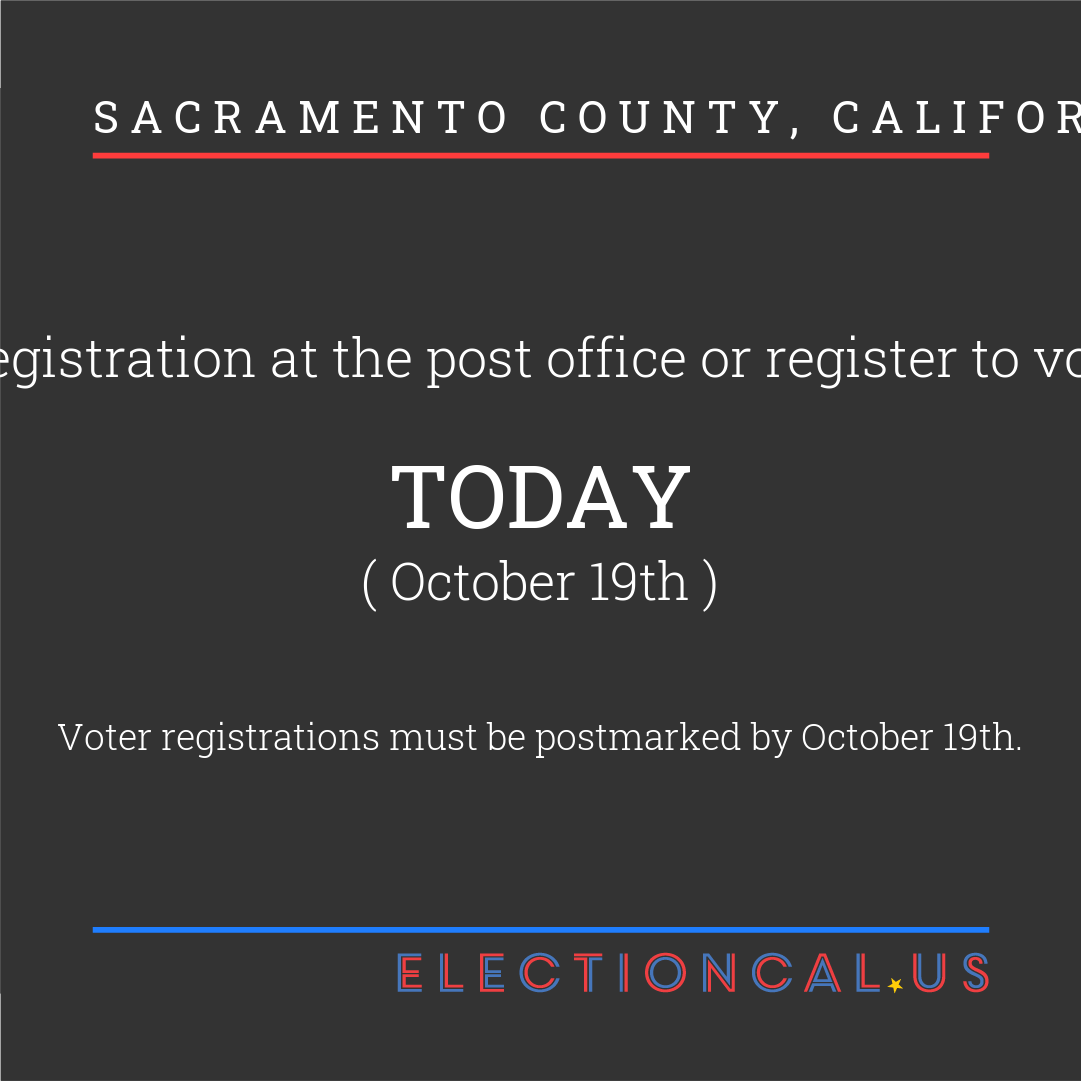 SACRAMENTO COUNTY, CALIFOR
egistration at the post office or register to vo
TODAY
( October 19th )
Voter registrations must be postmarked by October 19th.
ELECTIONCAL.US